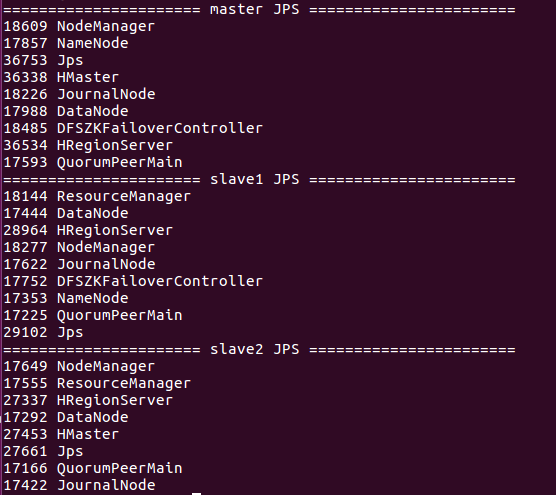 ====================== master JPS =======================
18609 NodeManager
17857 NameNode
36753 Jps
36338 HMaster
18226 JournalNode
17988 DataNode
18485 DFSZKFailoverController
36534 HRegionServer
17593 QuorumPeerMain
====================== slave1 JPS =======================
18144 ResourceManager
17444 DataNode
28964 HRegionServer
18277 NodeManager
17622 JournalNode
17752 DFSZKFailoverController
17353 NameNode
17225 QuorumPeerMain
29102 Jps
====================== slave2 JPS =======================
17649 NodeManager
17555 ResourceManager
27337 HRegionServer
17292 DataNode
27453 HMaster
27661 Jps
17166 QuorumPeerMain
17422 JournalNode